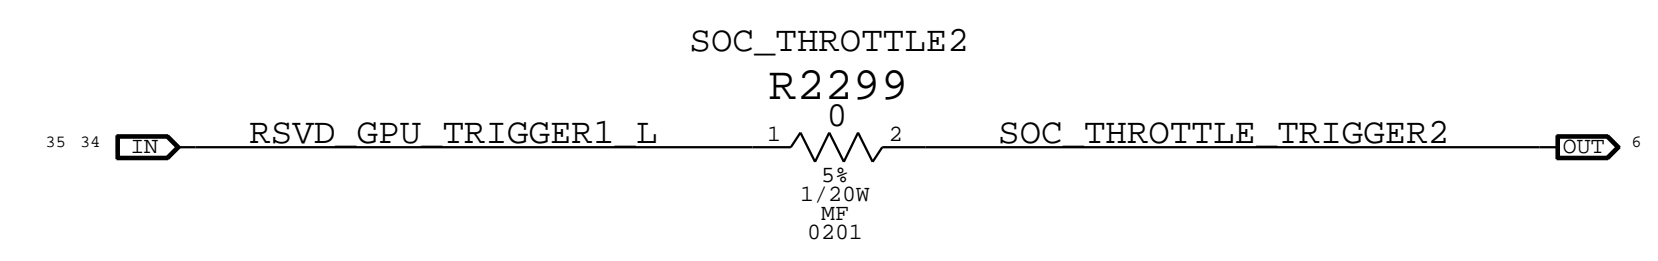 SOC_THROTTLE2
R2299
0
35 34 IN RSVD_GPU_TRIGGER1_L 1 2 SOC_THROTTLE_TRIGGER2 OUT 6
5%
1/20W
MF
0201